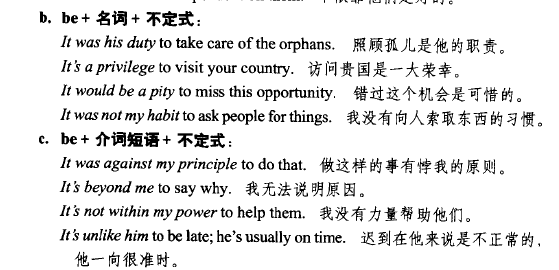 b. be + 名词 + 不定式：
It was his duty to take care of the orphans. 照顾孤儿是他的职责。
It's a privilege to visit your country. 访问贵国是一大荣幸。
It would be a pity to miss this opportunity. 错过这个机会是可惜的。
It was not my habit to ask people for things. 我没有向人索取东西的习惯。
c. be + 介词短语 + 不定式：
It was against my principle to do that. 做这样的事有悖我的原则。
It's beyond me to say why. 我无法说明原因。
It's not within my power to help them. 我没有力量帮助他们。
It's unlike him to be late; he's usually on time. 迟到在他来说是不正常的，
他一向很准时。